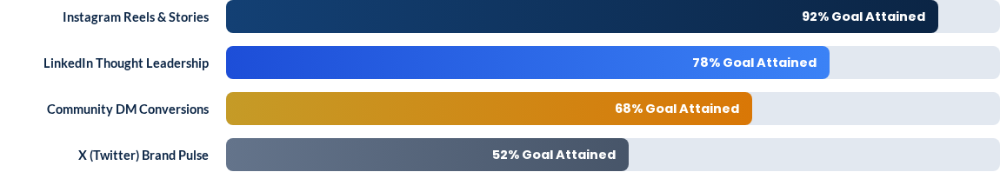 Instagram Reels & Stories 92% Goal Attained
LinkedIn Thought Leadership 78% Goal Attained
Community DM Conversions 68% Goal Attained
X (Twitter) Brand Pulse 52% Goal Attained